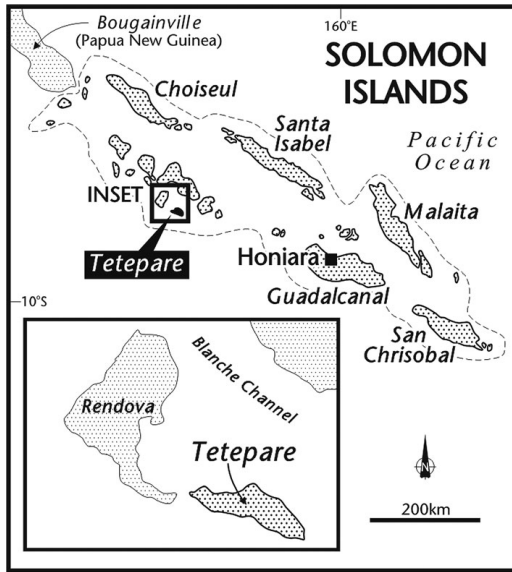 Bougainville
(Papua New Guinea)
160°E
SOLOMON
ISLANDS
Choiseul
Santa
Isabel
Pacific
Ocean
INSET
Malaita
Tetepare
Honiara
Guadalcanal
10°S
San
Chrisobal
Blanche Channel
Rendova
Tetepare
N
200km